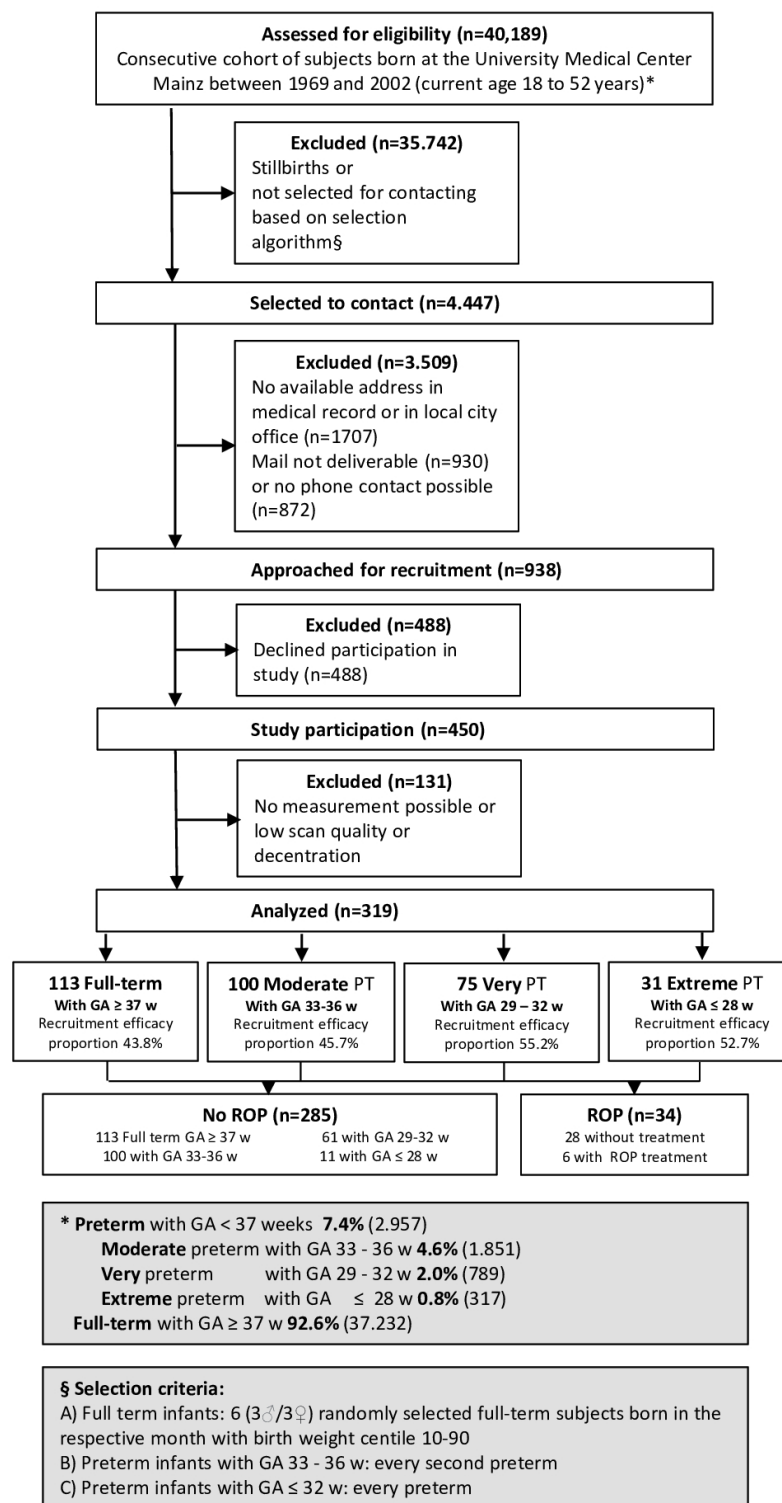 Assessed for eligibility (n=40,189)
Consecutive cohort of subjects born at the University Medical Center
Mainz between 1969 and 2002 (current age 18 to 52 years)*
Excluded (n=35.742)
Stillbirths or
not selected for contacting
based on selection
algorithm§
Selected to contact (n=4.447)
Excluded (n=3.509)
No available address in
medical record or in local city
office (n=1707)
Mail not deliverable (n=930)
or no phone contact possible
(n=872)
Approached for recruitment (n=938)
Excluded (n=488)
Declined participation in
study (n=488)
Study participation (n=450)
Excluded (n=131)
No measurement possible or
low scan quality or
decentration
Analyzed (n=319)
113 Full-term
With GA ≥ 37 w
Recruitment efficacy
proportion 43.8%
100 Moderate PT
With GA 33-36 w
Recruitment efficacy
proportion 45.7%
75 Very PT
With GA 29 – 32 w
Recruitment efficacy
proportion 55.2%
31 Extreme PT
With GA ≤ 28 w
Recruitment efficacy
proportion 52.7%
No ROP (n=285)
113 Full term GA ≥ 37 w 61 with GA 29-32 w
100 with GA 33-36 w 11 with GA ≤ 28 w
ROP (n=34)
28 without treatment
6 with ROP treatment
* Preterm with GA < 37 weeks 7.4% (2.957)
Moderate preterm with GA 33 - 36 w 4.6% (1.851)
Very preterm with GA 29 - 32 w 2.0% (789)
Extreme preterm with GA ≤ 28 w 0.8% (317)
Full-term with GA ≥ 37 w 92.6% (37.232)
§ Selection criteria:
A) Full term infants: 6 (3♂/3♀) randomly selected full-term subjects born in the
respective month with birth weight centile 10-90
B) Preterm infants with GA 33 - 36 w: every second preterm
C) Preterm infants with GA ≤ 32 w: every preterm